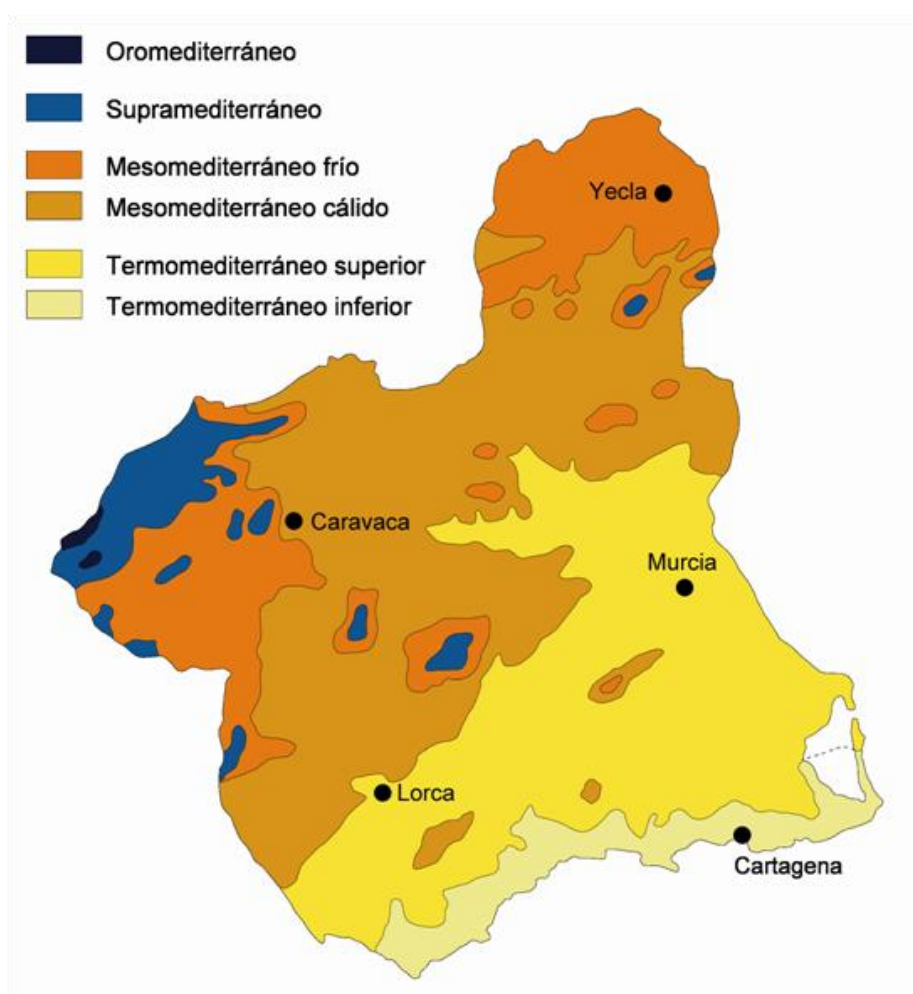 Oromediterráneo
Supramediterráneo
Mesomediterráneo frío
Mesomediterráneo cálido
Termomediterráneo superior
Termomediterráneo inferior
Yecla
Caravaca
Murcia
Lorca
Cartagena